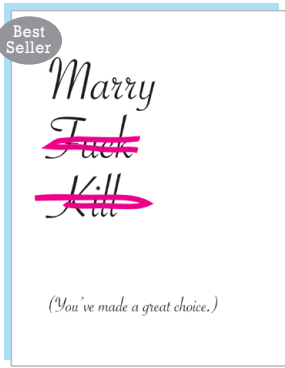 Best
Seller
Marry
Fuck
Kill
(You've made a great choice.)